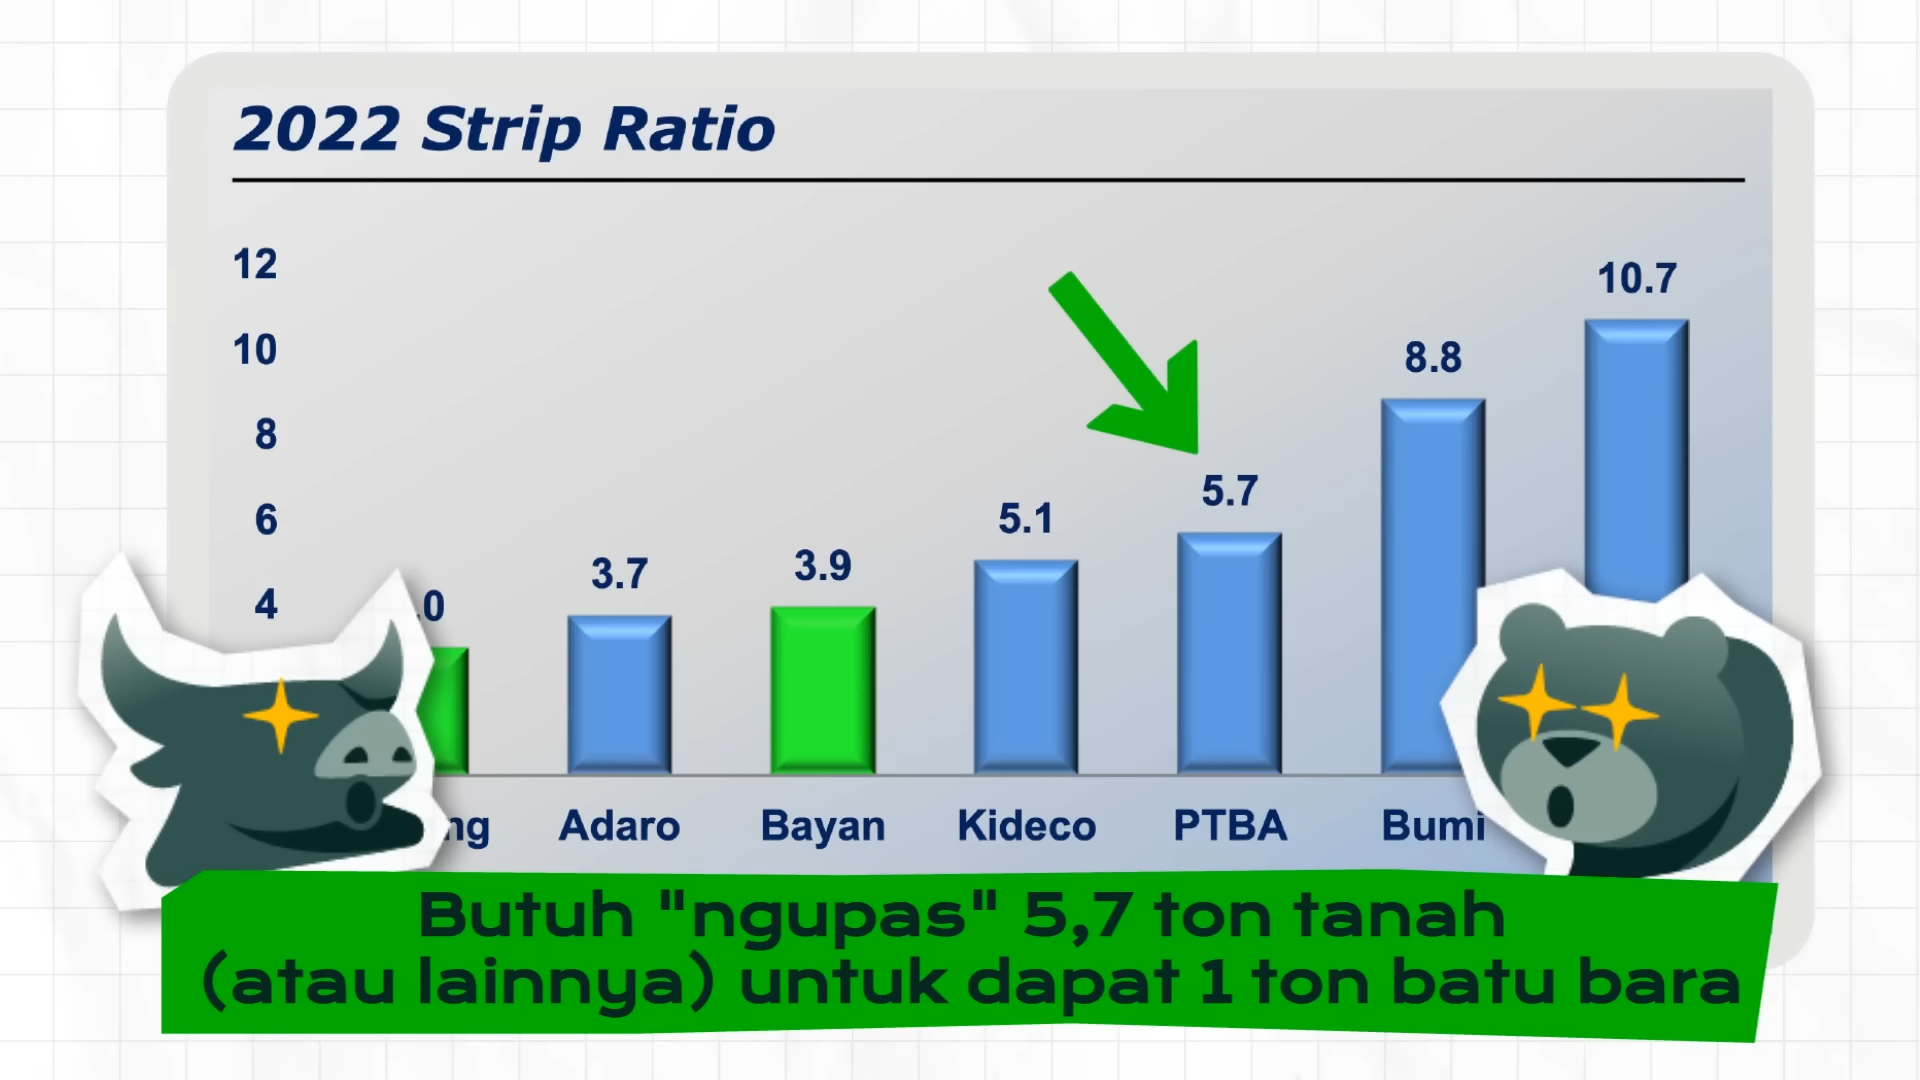 2022 Strip Ratio
12
10
8
6
4
.0
3.7
3.9
5.1
5.7
8.8
10.7
ng
Adaro
Bayan
Kideco
PTBA
Bumi
Butuh "ngupas" 5,7 ton tanah
(atau lainnya) untuk dapat 1 ton batu bara